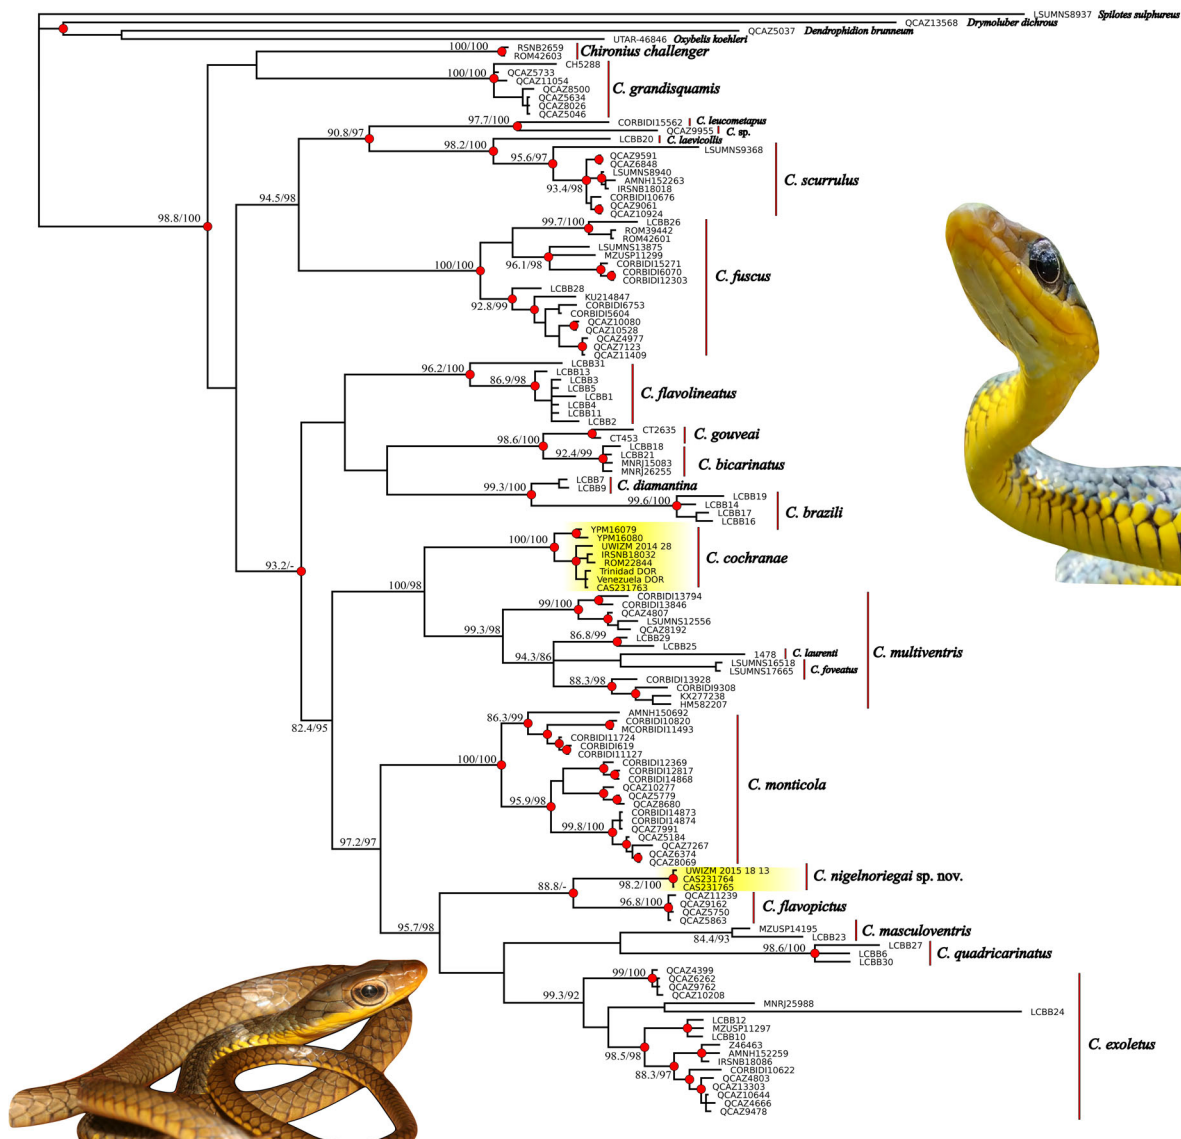 LSUMNS8937 Spilotes sulphureus
QCAZ13568 Drymoluber dichrous
QCAZ5037 Dendrophidion brunneum
UTAR-46846 Oxybelis koehleri
100/100 RSNB2659 Chironius challenger
ROM42603
CH5288
100/100 QCAZ5733
QCAZ11054
QCAZ8500 C. grandisquamis
QCAZ5634
QCAZ8026
QCAZ5046
97.7/100 CORBIDI15562 C. leucometapus
QCAZ9955 C. sp.
90.8/97
98.2/100 LCBB20 C. laevicollis
LSUMNS9368
95.6/97 QCAZ9591
QCAZ6848
LSUMNS8940
AMNH152263 C. scurrulus
93.4/98 IRSNB18018
CORBIDI10676
94.5/98 QCAZ9061
QCAZ10924
98.8/100
99.7/100 LCBB26
ROM39442
ROM42601
LSUMNS13875
MZUSP11299
96.1/98 CORBIDI15271
100/100 CORBIDI6070 C. fuscus
CORBIDI12303
LCBB28
92.8/99 KU214847
CORBIDI6753
CORBIDI5604
QCAZ10080
QCAZ10528
QCAZ4977
QCAZ7123
QCAZ11409
96.2/100 LCBB31
LCBB13
86.9/98 LCBB3
LCBB5 C. flavolineatus
LCBB1
LCBB4
LCBB11
LCBB2
CT2635 C. gouveai
CT453
98.6/100 LCBB18
92.4/99 LCBB21 C. bicarinatus
MNRJ15083
MNRJ26255
LCBB7 C. diamantina
99.3/100 LCBB9
99.6/100 LCBB19
LCBB14 C. brazili
LCBB17
LCBB16
YPM16079
YPM16080
100/100 UWIZM 2014 28
IRSNB18032 C. cochranae
ROM22844
93.2/- Trinidad DOR
Venezuela DOR
100/98 CAS231763
CORBIDI13794
99/100 CORBIDI13846
QCAZ4807
LSUMNS12556
99.3/98 QCAZ8192
86.8/99 LCBB29
LCBB25
94.3/86 1478 C. laurenti C. multiventris
LSUMNS16518 C. foveatus
LSUMNS17665
88.3/98 CORBIDI13928
CORBIDI9308
KX277238
HM582207
82.4/95
86.3/99 AMNH150692
CORBIDI10820
MCORBIDI11493
CORBIDI11724
CORBIDI619
CORBIDI11127
100/100 CORBIDI12369
CORBIDI12817
CORBIDI14868 C. monticola
QCAZ10277
QCAZ5779
95.9/98 QCAZ8680
CORBIDI14873
CORBIDI14874
99.8/100 QCAZ7991
QCAZ5184
97.2/97 QCAZ7267
QCAZ6374
QCAZ8069
UWIZM 2015 18 13
88.8/- 98.2/100 CAS231764 C. nigelnoriegai sp. nov.
CAS231765
QCAZ11239
96.8/100 QCAZ9162 C. flavopictus
QCAZ5750
QCAZ5863
95.7/98 MZUSP14195 C. masculoventris
84.4/93 LCBB23
98.6/100 LCBB27
LCBB6 C. quadricarinatus
LCBB30
QCAZ4399
99/100 QCAZ6262
QCAZ9762
99.3/92 QCAZ10208
MNRJ25988
LCBB24
LCBB12
MZUSP11297
LCBB10
Z46463 C. exoletus
98.5/98 AMNH152259
IRSNB18086
88.3/97 CORBIDI10622
QCAZ4803
QCAZ13303
QCAZ10644
QCAZ4666
QCAZ9478